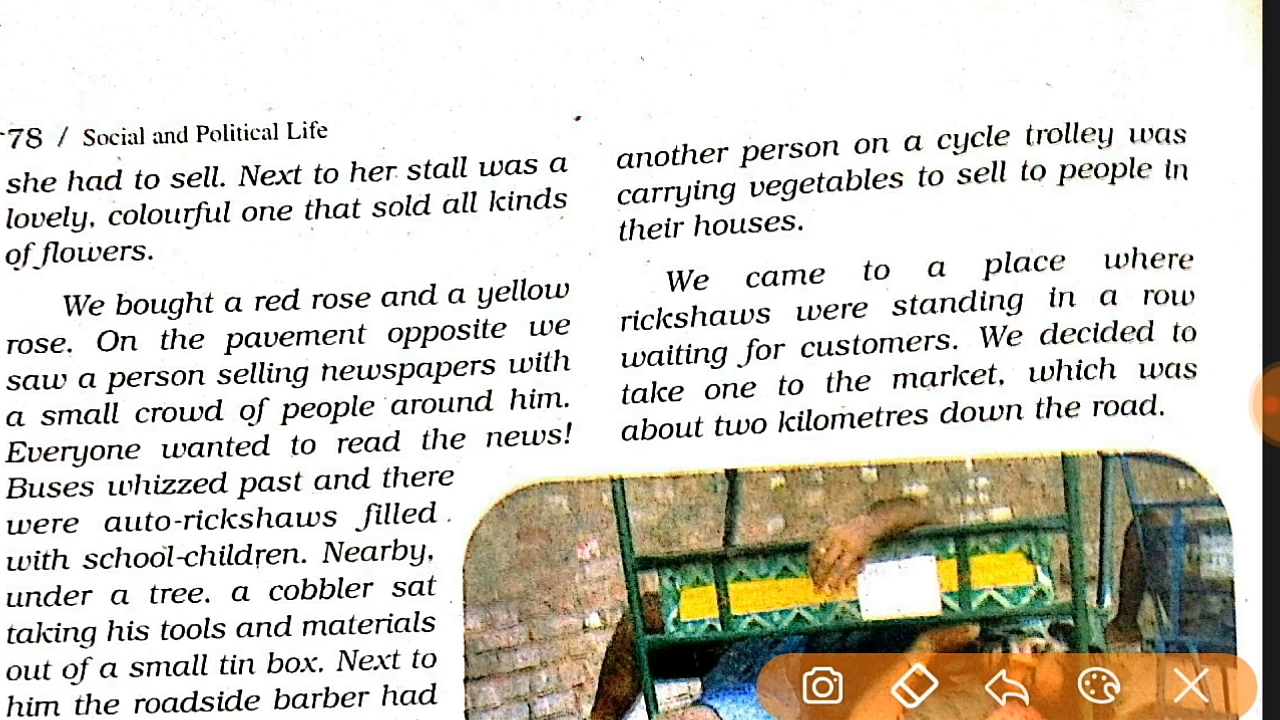 78 / Social and Political Life
she had to sell. Next to her stall was a
lovely, colourful one that sold all kinds
of flowers.
We bought a red rose and a yellow
rose. On the pavement opposite we
saw a person selling newspapers with
a small crowd of people around him.
Everyone wanted to read the news!
Buses whizzed past and there
were auto-rickshaws filled
with school-children. Nearby,
under a tree, a cobbler sat
taking his tools and materials
out of a small tin box. Next to
him the roadside barber had
another person on a cycle trolley was
carrying vegetables to sell to people in
their houses.
We came to a place where
rickshaws were standing in a row
waiting for customers. We decided to
take one to the market, which was
about two kilometres down the road.